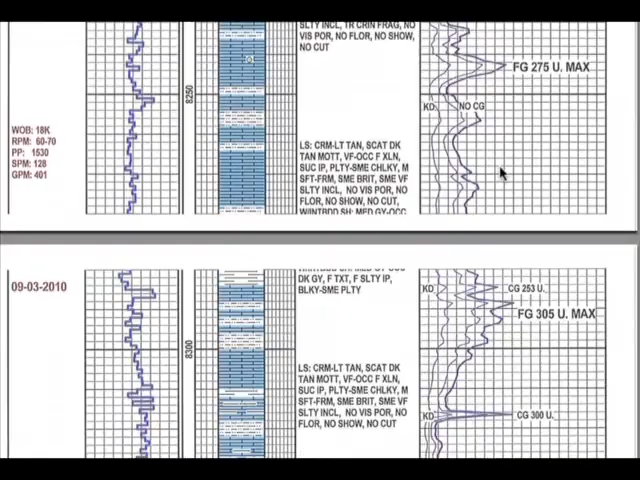 SLTY INCL, TR CRIN FRAG, NO
VIS POR, NO FLOR, NO SHOW,
NO CUT
FG 275 U. MAX
8250
KD
NO CG
WOB: 18K
RPM: 60-70
PP: 1530
SPM: 128
GPM: 401
LS: CRM-LT TAN, SCAT DK
TAN MOTT, VF-OCC F XLN,
SUC IP, PLTY-SME CHLKY, M
SFT-FRM, SME BRIT, SME VF
SLTY INCL, NO VIS POR, NO
FLOR, NO SHOW, NO CUT,
W/INTBDD SH: MED GY-OCC
09-03-2010
DK GY, F TXT, F SLTY IP,
BLKY-SME PLTY
KD
CG 253 U.
FG 305 U. MAX
8300
LS: CRM-LT TAN, SCAT DK
TAN MOTT, VF-OCC F XLN,
SUC IP, PLTY-SME CHLKY, M
SFT-FRM, SME BRIT, SME VF
SLTY INCL, NO VIS POR, NO
FLOR, NO SHOW, NO CUT
KD
CG 300 U.